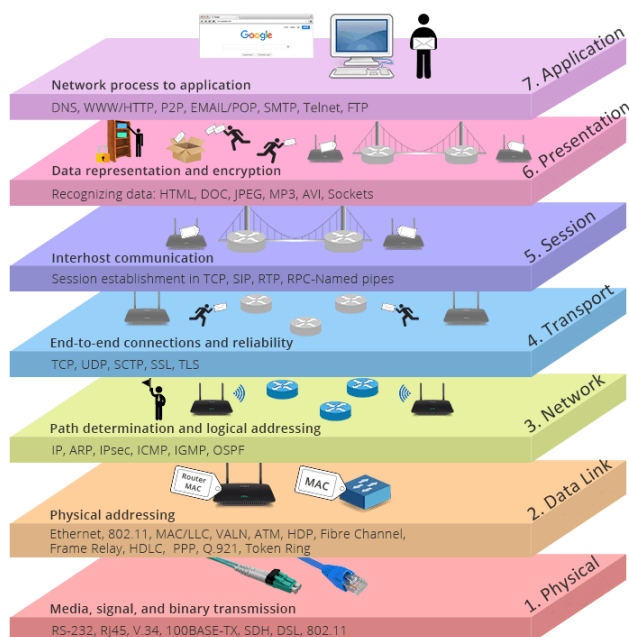 Google
7. Application
Network process to application
DNS, WWW/HTTP, P2P, EMAIL/POP, SMTP, Telnet, FTP
6. Presentation
Data representation and encryption
Recognizing data: HTML, DOC, JPEG, MP3, AVI, Sockets
5. Session
Interhost communication
Session establishment in TCP, SIP, RTP, RPC-Named pipes
4. Transport
End-to-end connections and reliability
TCP, UDP, SCTP, SSL, TLS
3. Network
Path determination and logical addressing
IP, ARP, IPsec, ICMP, IGMP, OSPF
Router
MAC
MAC
2. Data Link
Physical addressing
Ethernet, 802.11, MAC/LLC, VALN, ATM, HDP, Fibre Channel,
Frame Relay, HDLC, PPP, Q.921, Token Ring
1. Physical
Media, signal, and binary transmission
RS-232, RJ45, V.34, 100BASE-TX, SDH, DSL, 802.11